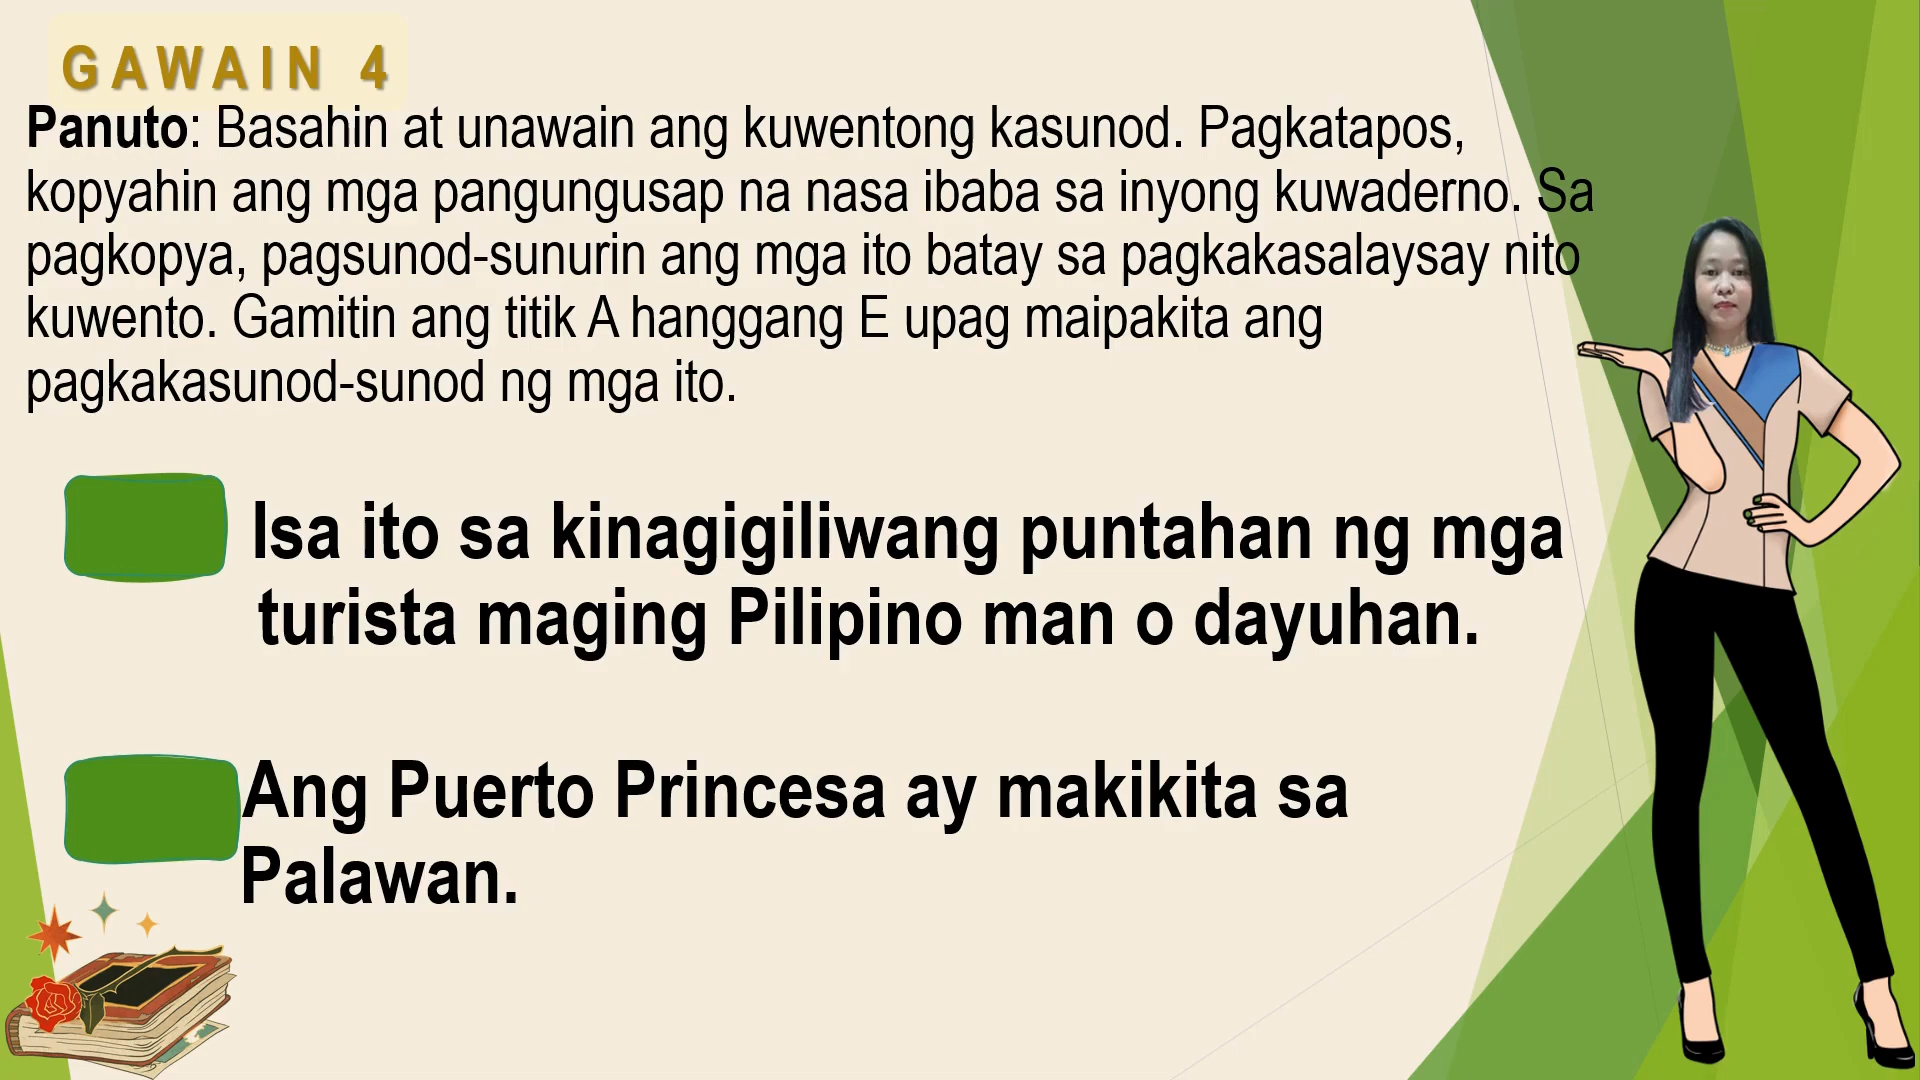 GAWAIN 4
Panuto: Basahin at unawain ang kuwentong kasunod. Pagkatapos,
kopyahin ang mga pangungusap na nasa ibaba sa inyong kuwaderno. Sa
pagkopya, pagsunod-sunurin ang mga ito batay sa pagkakasalaysay nito
kuwento. Gamitin ang titik A hanggang E upag maipakita ang
pagkakasunod-sunod ng mga ito.
Isa ito sa kinagigiliwang puntahan ng mga
turista maging Pilipino man o dayuhan.
Ang Puerto Princesa ay makikita sa
Palawan.